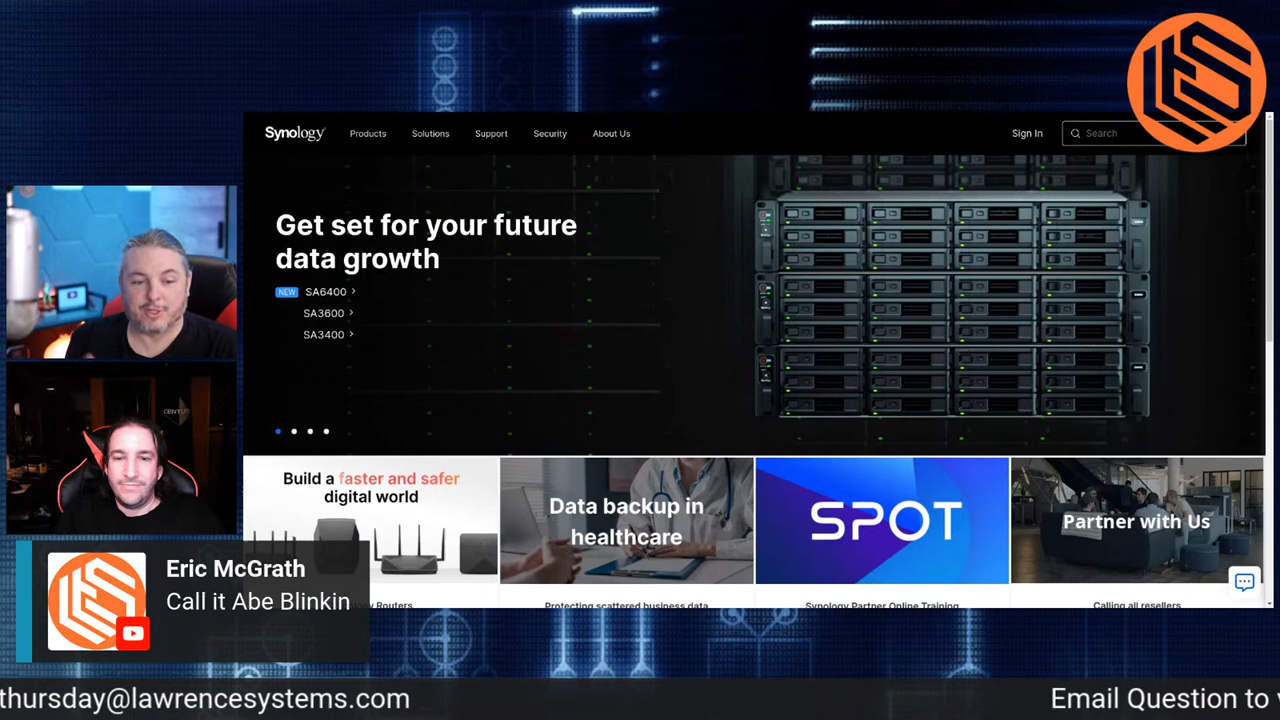 Synology
Products
Solutions
Support
Security
About Us
Sign In
Search
Get set for your future
data growth
NEW SA6400 >
SA3600 >
SA3400 >
Build a faster and safer
digital world
Data backup in
healthcare
SPOT
Partner with Us
Routers
Protecting scattered business data
Synology Partner Online Training
Calling all resellers
Eric McGrath
Call it Abe Blinkin
thursday@lawrencesystems.com
Email Question to